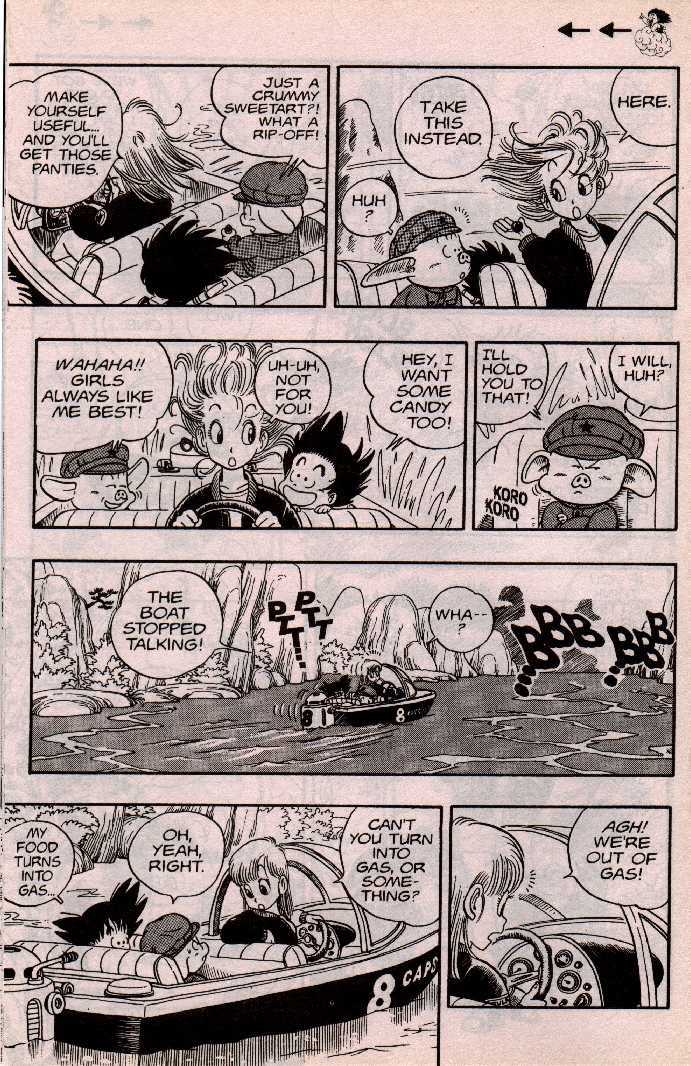 HERE.
TAKE
THIS
INSTEAD.
HUH
?
JUST A
CRUMMY
SWEETART?!
WHAT A
RIP-OFF!
MAKE
YOURSELF
USEFUL...
AND YOU'LL
GET THOSE
PANTIES.
I WILL,
HUH?
I'LL
HOLD
YOU TO
THAT!
KORO
KORO
HEY, I
WANT
SOME
CANDY
TOO!
UH-UH,
NOT
FOR
YOU!
WAHAHA!!
GIRLS
ALWAYS LIKE
ME BEST!
BBB
BBB
WHA--
?
PTT
PLT...
THE
BOAT
STOPPED
TALKING!
8
AGH!
WE'RE
OUT OF
GAS!
CAN'T
YOU TURN
INTO
GAS, OR
SOME-
THING?
OH,
YEAH,
RIGHT.
MY
FOOD
TURNS
INTO
GAS...
8 CAPS